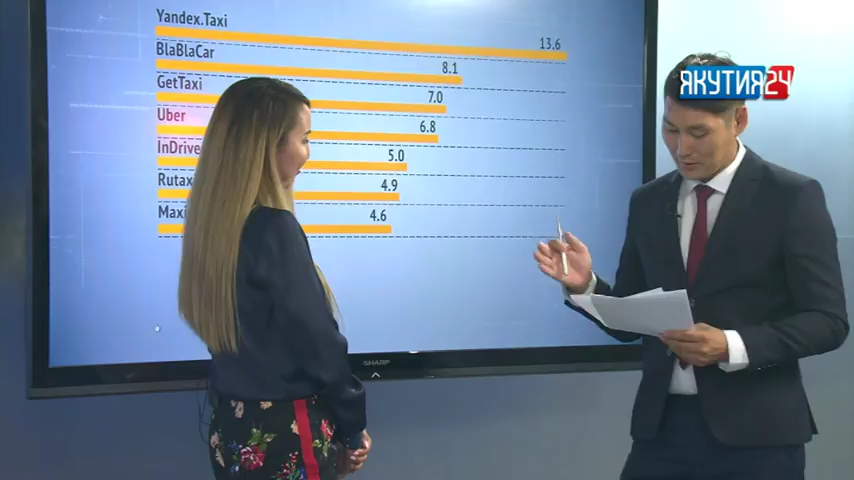 Yandex.Taxi
13.6
BlaBlaCar
8.1
GetTaxi
7.0
Uber
6.8
InDrive
5.0
Rutax
4.9
Maxi
4.6
ЯКУТИЯ24
SHARP